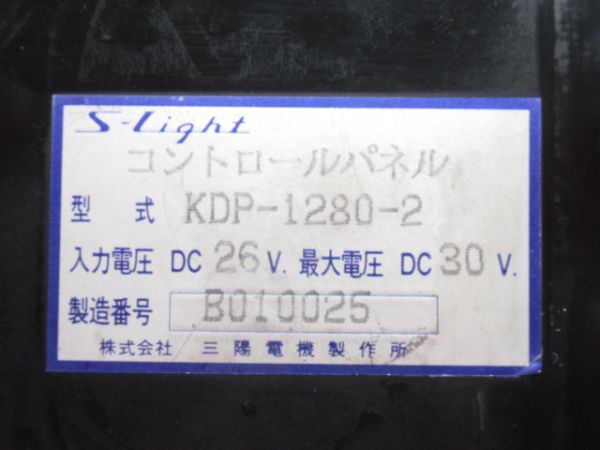 S-Light
コントロールパネル
型 式 KDP-1280-2
入力電圧 DC 26 V. 最大電圧 DC 30 V.
製造番号 B010025
株式会社 三陽電機製作所